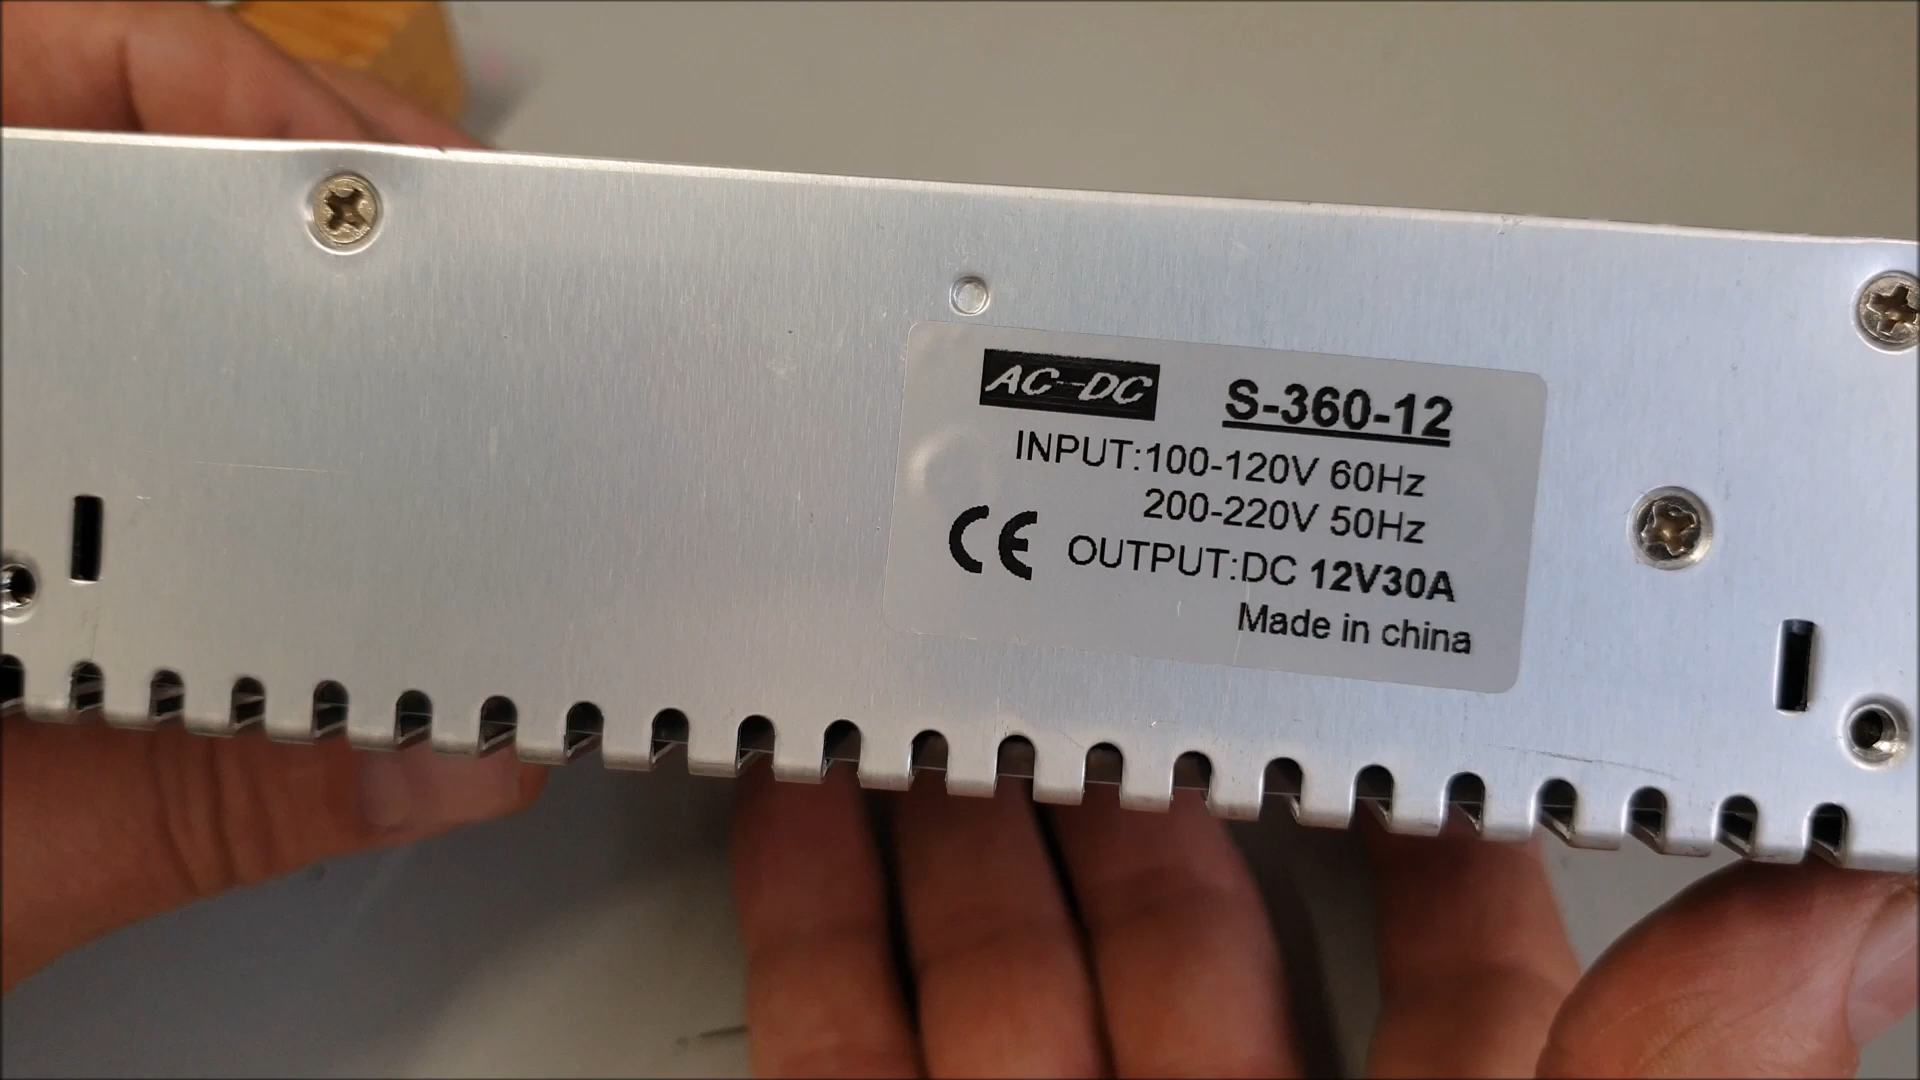 AC-DC S-360-12
INPUT:100-120V 60Hz
200-220V 50Hz
CE OUTPUT:DC 12V30A
Made in china